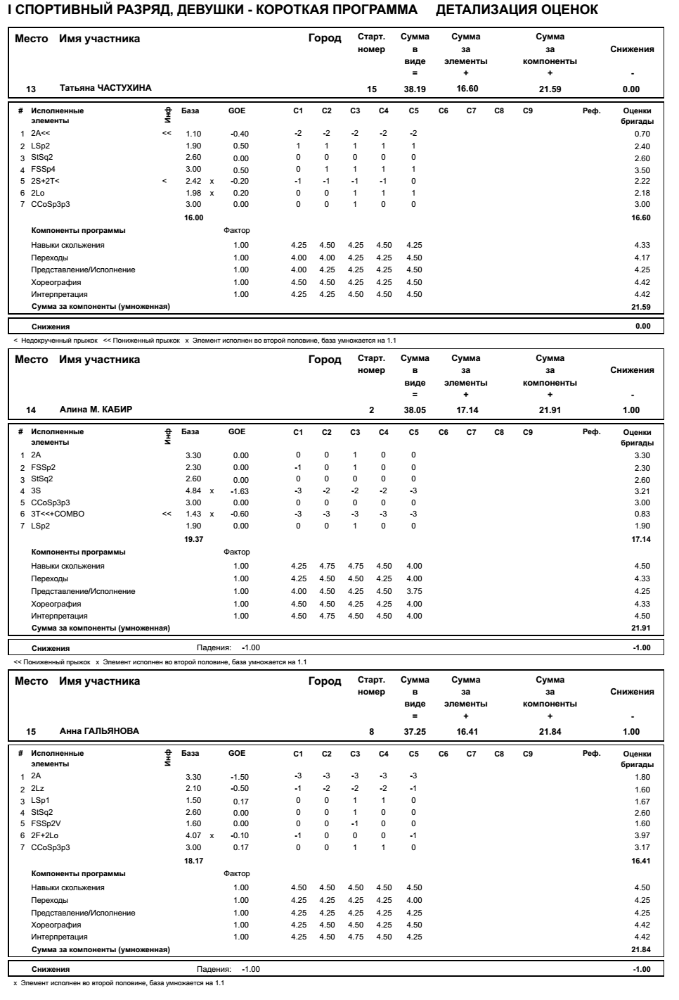 I СПОРТИВНЫЙ РАЗРЯД, ДЕВУШКИ - КОРОТКАЯ ПРОГРАММА ДЕТАЛИЗАЦИЯ ОЦЕНОК
Место Имя участника Город Старт. Сумма Сумма Сумма
номер в за за Снижения
виде элементы компоненты
= + + -
13 Татьяна ЧАСТУХИНА 15 38.19 16.60 21.59 0.00
# Исполненные Инф База GOE C1 C2 C3 C4 C5 C6 C7 C8 C9 Реф. Оценки
элементы бригады
1 2A<< << 1.10 -0.40 -2 -2 -2 -2 -2 0.70
2 LSp2 1.90 0.50 1 1 1 1 1 2.40
3 StSq2 2.60 0.00 0 0 0 0 0 2.60
4 FSSp4 3.00 0.50 0 1 1 1 1 3.50
5 2S+2T< < 2.42 x -0.20 -1 -1 -1 -1 0 2.22
6 2Lo 1.98 x 0.20 0 0 1 1 1 2.18
7 CCoSp3p3 3.00 0.00 0 0 1 0 0 3.00
16.00 16.60
Компоненты программы Фактор
Навыки скольжения 1.00 4.25 4.50 4.25 4.50 4.25 4.33
Переходы 1.00 4.00 4.00 4.25 4.25 4.50 4.17
Представление/Исполнение 1.00 4.00 4.25 4.25 4.25 4.50 4.25
Хореография 1.00 4.50 4.50 4.25 4.25 4.50 4.42
Интерпретация 1.00 4.25 4.25 4.50 4.50 4.50 4.42
Сумма за компоненты (умноженная) 21.59
Снижения 0.00
< Недокрученный прыжок << Пониженный прыжок x Элемент исполнен во второй половине, база умножается на 1.1
Место Имя участника Город Старт. Сумма Сумма Сумма
номер в за за Снижения
виде элементы компоненты
= + + -
14 Алина М. КАБИР 2 38.05 17.14 21.91 1.00
# Исполненные Инф База GOE C1 C2 C3 C4 C5 C6 C7 C8 C9 Реф. Оценки
элементы бригады
1 2A 3.30 0.00 0 0 1 0 0 3.30
2 FSSp2 2.30 0.00 -1 0 1 0 0 2.30
3 StSq2 2.60 0.00 0 0 0 0 0 2.60
4 3S 4.84 x -1.63 -3 -2 -2 -2 -3 3.21
5 CCoSp3p3 3.00 0.00 0 0 0 0 0 3.00
6 3T<<+COMBO << 1.43 x -0.60 -3 -3 -3 -3 -3 0.83
7 LSp2 1.90 0.00 0 0 1 0 0 1.90
19.37 17.14
Компоненты программы Фактор
Навыки скольжения 1.00 4.25 4.75 4.75 4.50 4.00 4.50
Переходы 1.00 4.25 4.50 4.50 4.25 4.00 4.33
Представление/Исполнение 1.00 4.00 4.50 4.25 4.50 3.75 4.25
Хореография 1.00 4.50 4.50 4.25 4.25 4.00 4.33
Интерпретация 1.00 4.50 4.75 4.50 4.50 4.00 4.50
Сумма за компоненты (умноженная) 21.91
Снижения Падения: -1.00 -1.00
<< Пониженный прыжок x Элемент исполнен во второй половине, база умножается на 1.1
Место Имя участника Город Старт. Сумма Сумма Сумма
номер в за за Снижения
виде элементы компоненты
= + + -
15 Анна ГАЛЬЯНОВА 8 37.25 16.41 21.84 1.00
# Исполненные Инф База GOE C1 C2 C3 C4 C5 C6 C7 C8 C9 Реф. Оценки
элементы бригады
1 2A 3.30 -1.50 -3 -3 -3 -3 -3 1.80
2 2Lz 2.10 -0.50 -1 -2 -2 -2 -1 1.60
3 LSp1 1.50 0.17 0 0 1 1 0 1.67
4 StSq2 2.60 0.00 0 0 1 0 0 2.60
5 FSSp2V 1.60 0.00 0 0 -1 0 0 1.60
6 2F+2Lo 4.07 x -0.10 -1 0 0 0 -1 3.97
7 CCoSp3p3 3.00 0.17 0 0 1 1 0 3.17
18.17 16.41
Компоненты программы Фактор
Навыки скольжения 1.00 4.50 4.50 4.50 4.50 4.50 4.50
Переходы 1.00 4.25 4.25 4.25 4.25 4.00 4.25
Представление/Исполнение 1.00 4.25 4.25 4.25 4.25 4.25 4.25
Хореография 1.00 4.25 4.50 4.50 4.25 4.50 4.42
Интерпретация 1.00 4.25 4.50 4.75 4.50 4.25 4.42
Сумма за компоненты (умноженная) 21.84
Снижения Падения: -1.00 -1.00
x Элемент исполнен во второй половине, база умножается на 1.1